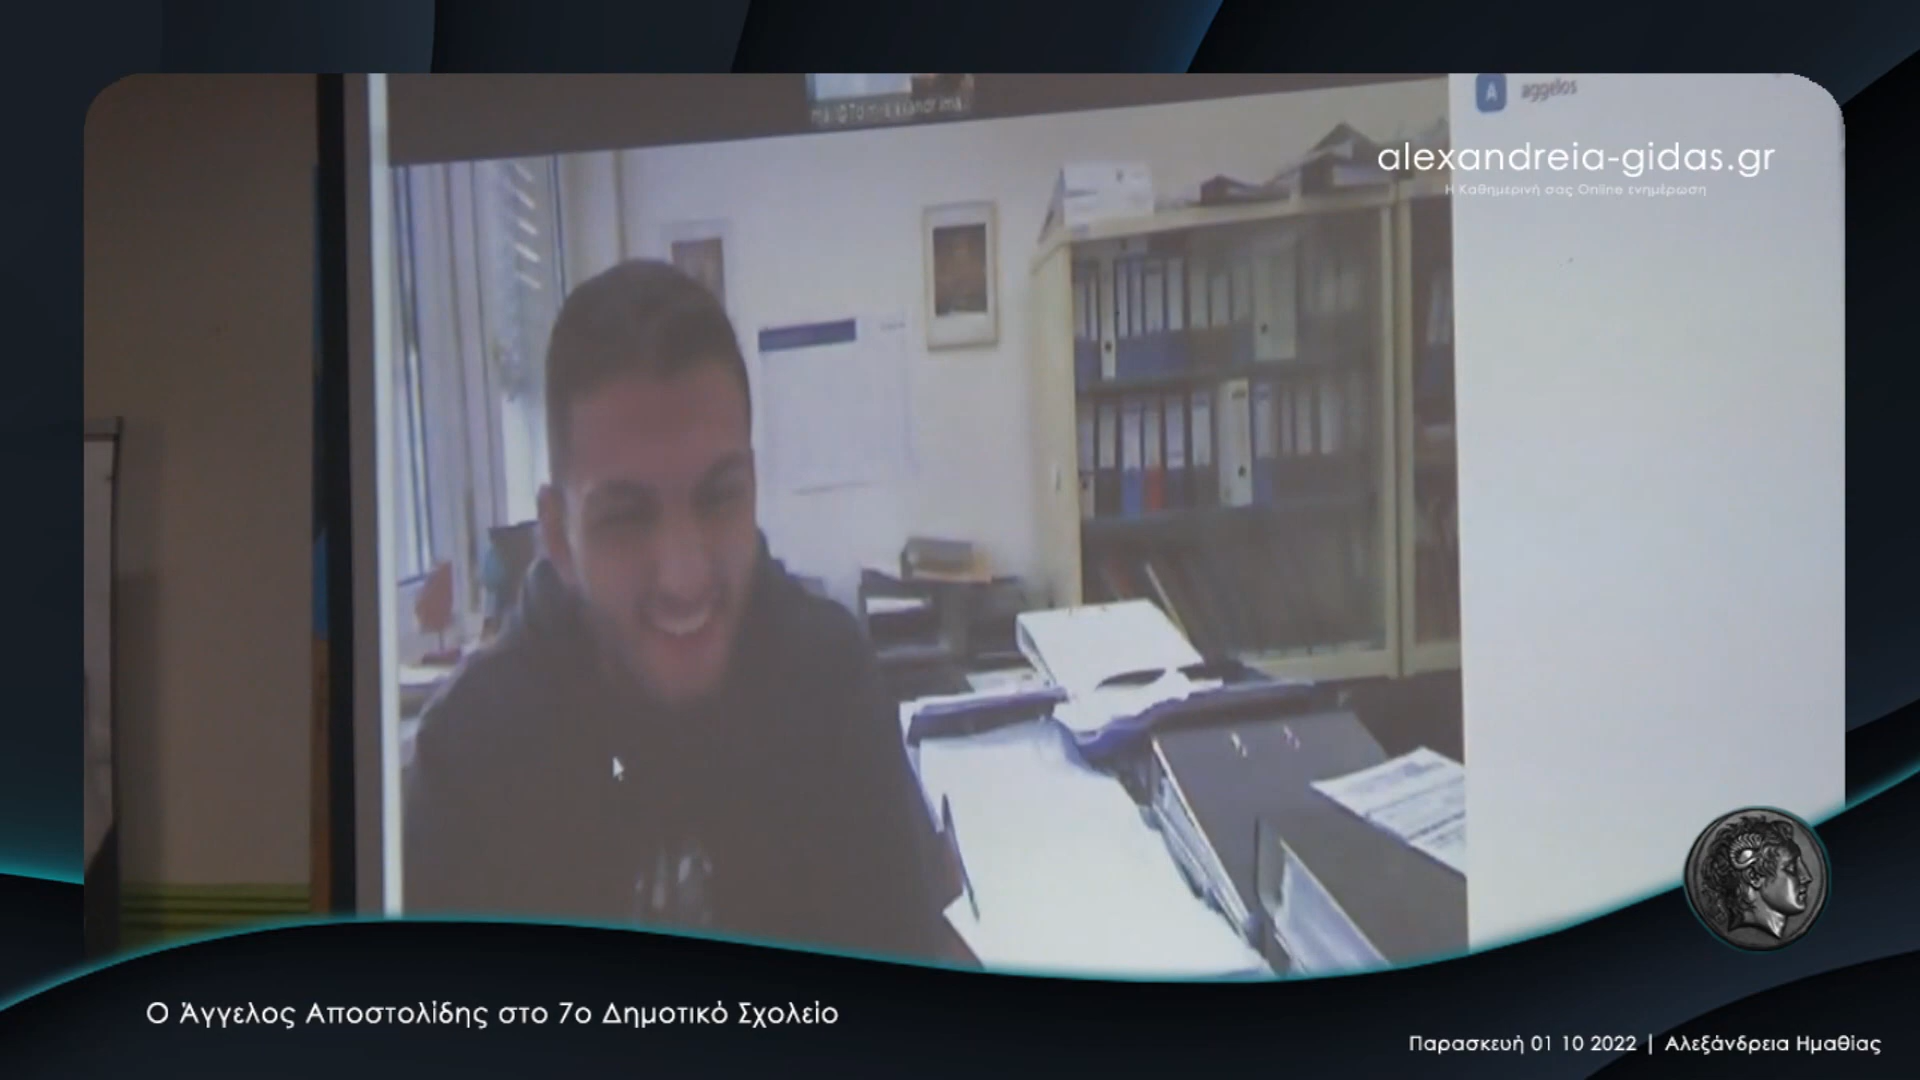 A aggelos
alexandreia-gidas.gr
Η Καθημερινή σας Online ενημέρωση
Ο Άγγελος Αποστολίδης στο 7ο Δημοτικό Σχολείο
Παρασκευή 01 10 2022 | Αλεξάνδρεια Ημαθίας